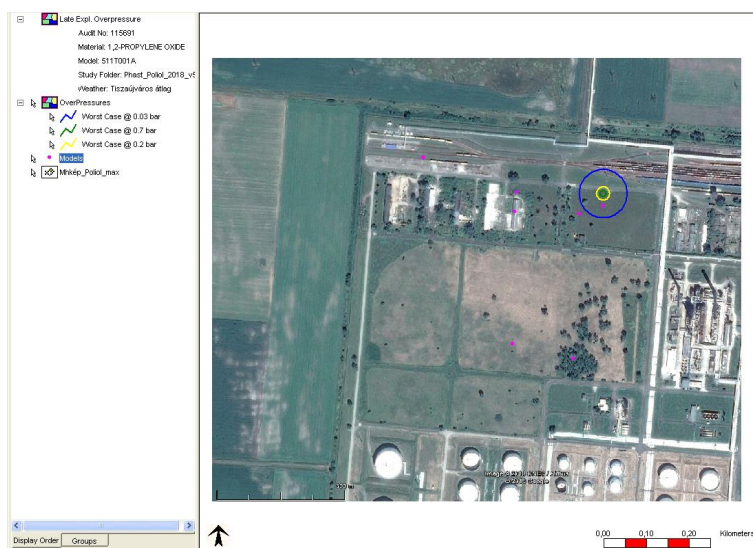 Late Expl. Overpressure
Audit No: 115691
Material: 1,2-PROPYLENE OXIDE
Model: 511T001A
Study Folder: Phast_Poliol_2018_v5
Weather: Tiszaújváros átlag
OverPressures
Worst Case @ 0.03 bar
Worst Case @ 0.7 bar
Worst Case @ 0.2 bar
Models
Mhkép_Poliol_max
Display Order
Groups
© 2018 Google
0,00 0,10 0,20 Kilometers